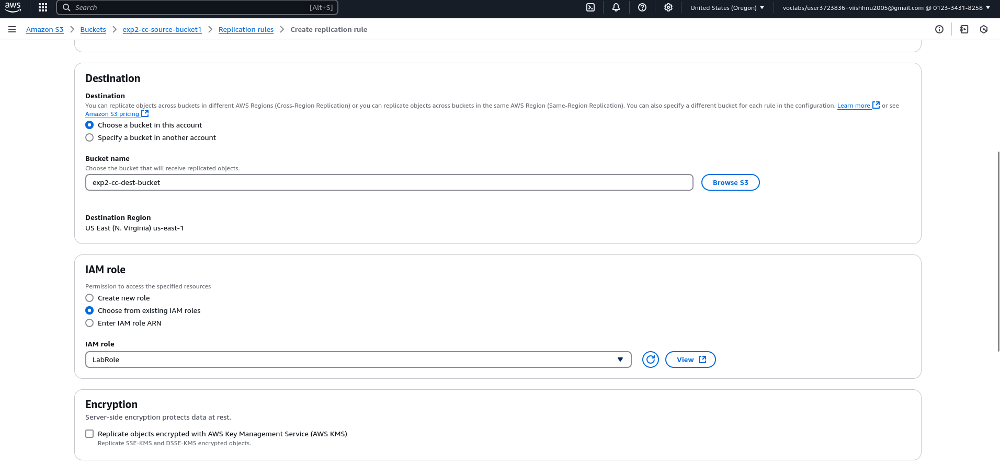 aws
Search [Alt+S]
United States (Oregon)
voclabs/user3723836=viishhnu2005@gmail.com @ 0123-3431-8258
Amazon S3 > Buckets > exp2-cc-source-bucket1 > Replication rules > Create replication rule
Destination
Destination
You can replicate objects across buckets in different AWS Regions (Cross-Region Replication) or you can replicate objects across buckets in the same AWS Region (Same-Region Replication). You can also specify a different bucket for each rule in the configuration. Learn more or see
Amazon S3 pricing
Choose a bucket in this account
Specify a bucket in another account
Bucket name
Choose the bucket that will receive replicated objects.
exp2-cc-dest-bucket
Browse S3
Destination Region
US East (N. Virginia) us-east-1
IAM role
Permission to access the specified resources
Create new role
Choose from existing IAM roles
Enter IAM role ARN
IAM role
LabRole
View
Encryption
Server-side encryption protects data at rest.
Replicate objects encrypted with AWS Key Management Service (AWS KMS)
Replicate SSE-KMS and DSSE-KMS encrypted objects.